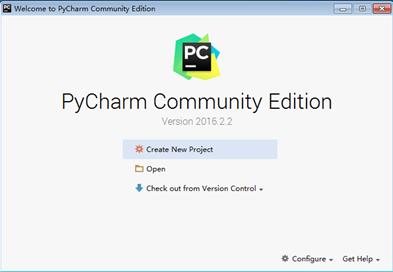 PC Welcome to PyCharm Community Edition
PC
PyCharm Community Edition
Version 2016.2.2
Create New Project
Open
Check out from Version Control
Configure Get Help